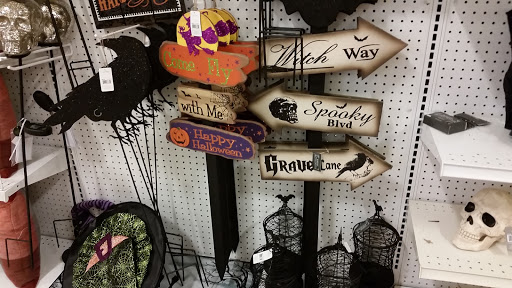 Come Fly
with Me
Happy
Halloween
Witch Way
Spooky
Blvd
Grave Lane